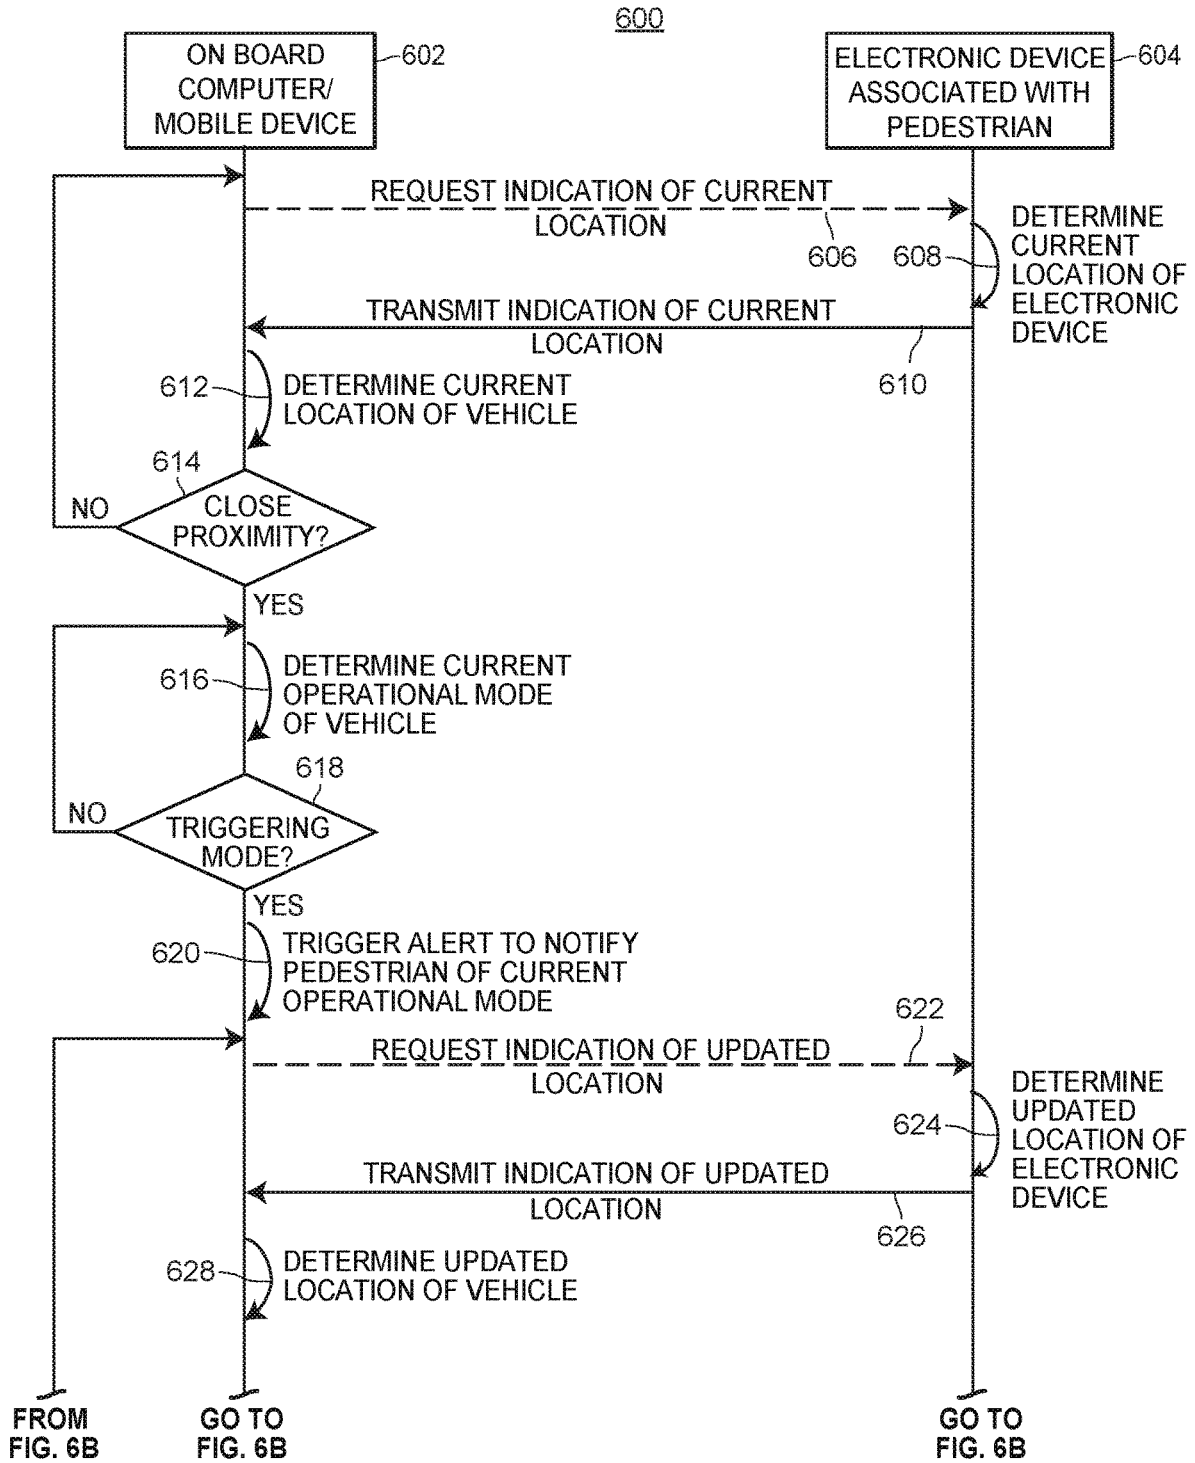 600
ON BOARD
COMPUTER/
MOBILE DEVICE
602
ELECTRONIC DEVICE
ASSOCIATED WITH
PEDESTRIAN
604
REQUEST INDICATION OF CURRENT
LOCATION
606
608
DETERMINE
CURRENT
LOCATION OF
ELECTRONIC
DEVICE
TRANSMIT INDICATION OF CURRENT
LOCATION
610
612
DETERMINE CURRENT
LOCATION OF VEHICLE
614
NO
CLOSE
PROXIMITY?
YES
616
DETERMINE CURRENT
OPERATIONAL MODE
OF VEHICLE
618
NO
TRIGGERING
MODE?
YES
620
TRIGGER ALERT TO NOTIFY
PEDESTRIAN OF CURRENT
OPERATIONAL MODE
622
REQUEST INDICATION OF UPDATED
LOCATION
624
DETERMINE
UPDATED
LOCATION OF
ELECTRONIC
DEVICE
TRANSMIT INDICATION OF UPDATED
LOCATION
626
628
DETERMINE UPDATED
LOCATION OF VEHICLE
FROM
FIG. 6B
GO TO
FIG. 6B
GO TO
FIG. 6B